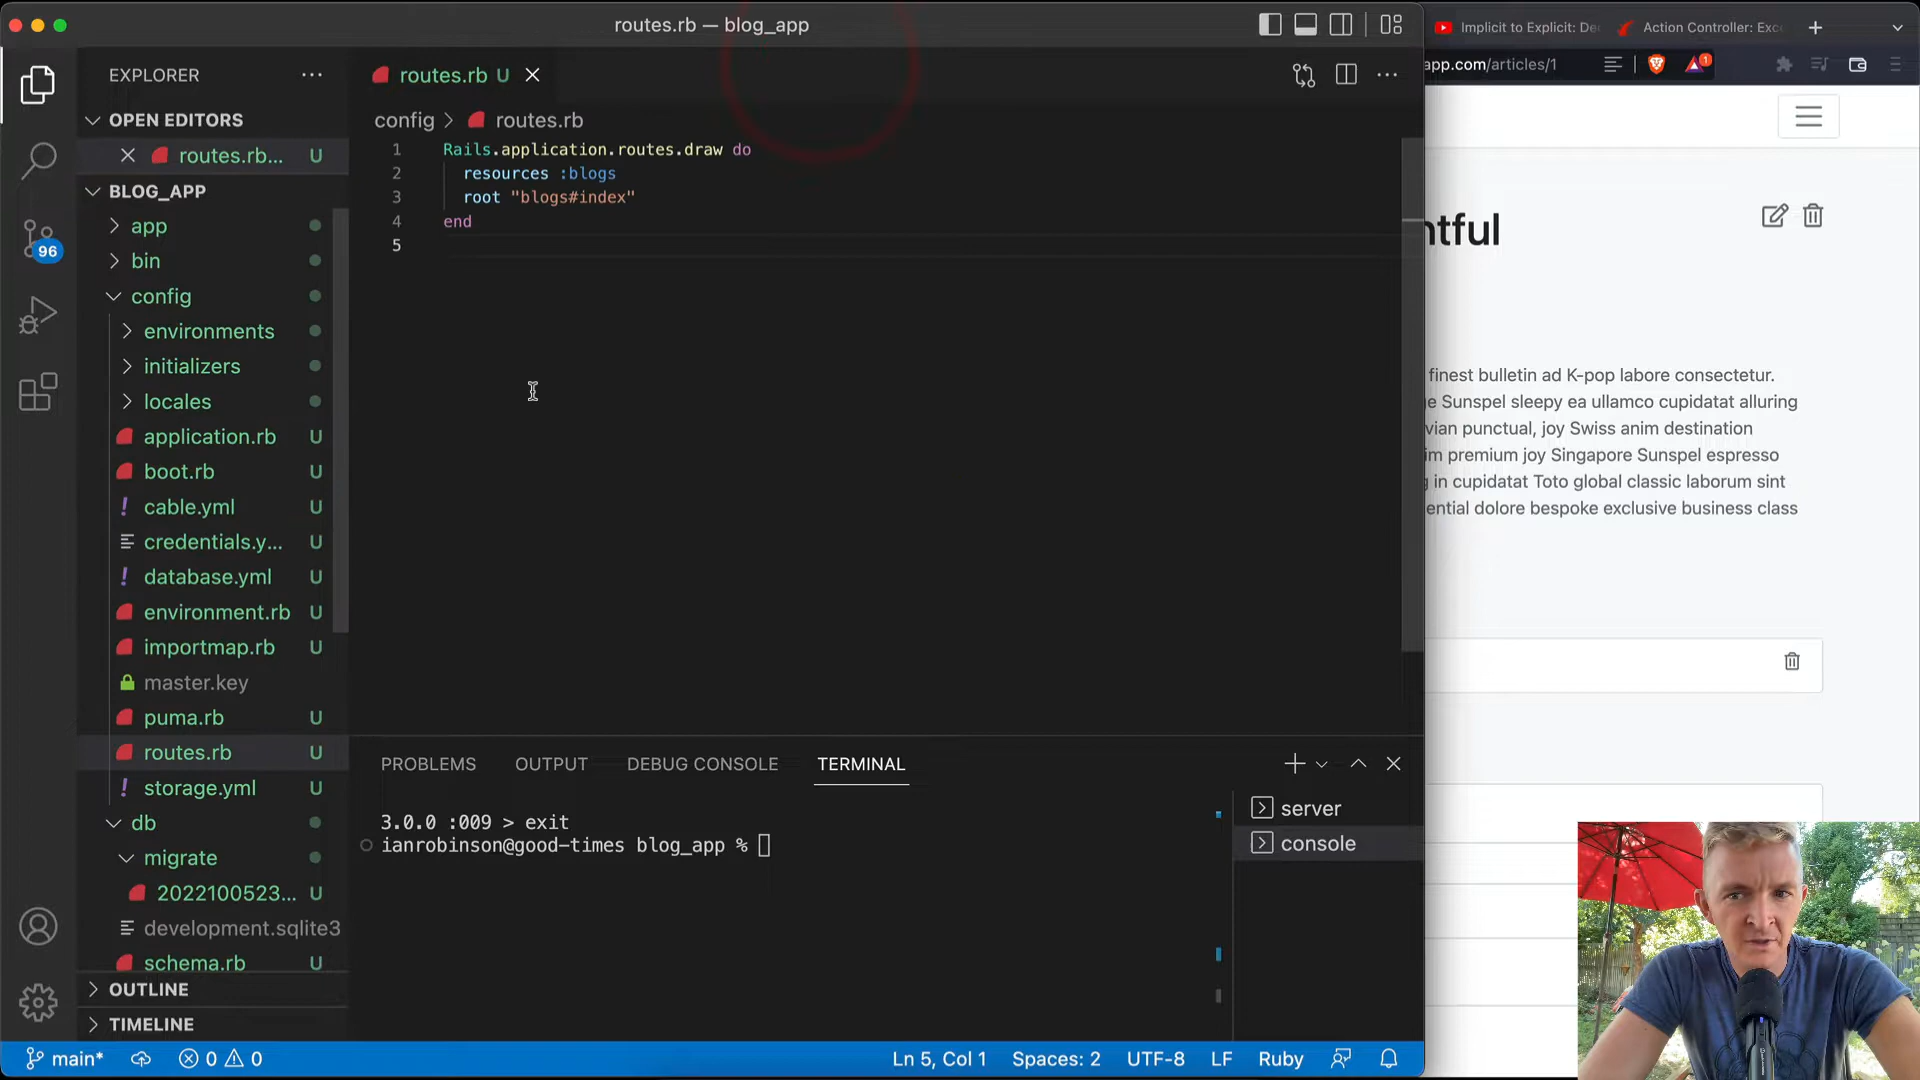 routes.rb — blog_app
EXPLORER
OPEN EDITORS
routes.rb... U
BLOG_APP
app
bin
config
environments
initializers
locales
application.rb U
boot.rb U
cable.yml U
credentials.y... U
database.yml U
environment.rb U
importmap.rb U
master.key
puma.rb U
routes.rb U
storage.yml U
db
migrate
2022100523... U
development.sqlite3
schema.rb U
OUTLINE
TIMELINE
96
routes.rb U
config > routes.rb
1 Rails.application.routes.draw do
2 resources :blogs
3 root "blogs#index"
4 end
5
PROBLEMS OUTPUT DEBUG CONSOLE TERMINAL
3.0.0 :009 > exit
ianrobinson@good-times blog_app %
server
console
main* 0 0 Ln 5, Col 1 Spaces: 2 UTF-8 LF Ruby
Implicit to Explicit: De Action Controller: Exc
app.com/articles/1
1
ntful
finest bulletin ad K-pop labore consectetur.
e Sunspel sleepy ea ullamco cupidatat alluring
vian punctual, joy Swiss anim destination
im premium joy Singapore Sunspel espresso
g in cupidatat Toto global classic laborum sint
ential dolore bespoke exclusive business class